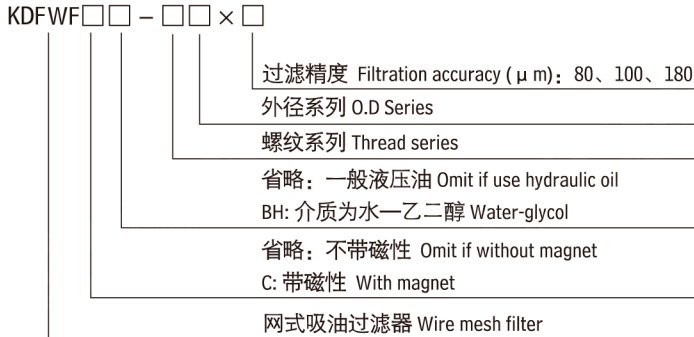 KDFWF□□-□□×□
过滤精度 Filtration accuracy (μm): 80、100、180
外径系列 O.D Series
螺纹系列 Thread series
省略：一般液压油 Omit if use hydraulic oil
BH: 介质为水一乙二醇 Water-glycol
省略：不带磁性 Omit if without magnet
C: 带磁性 With magnet
网式吸油过滤器 Wire mesh filter